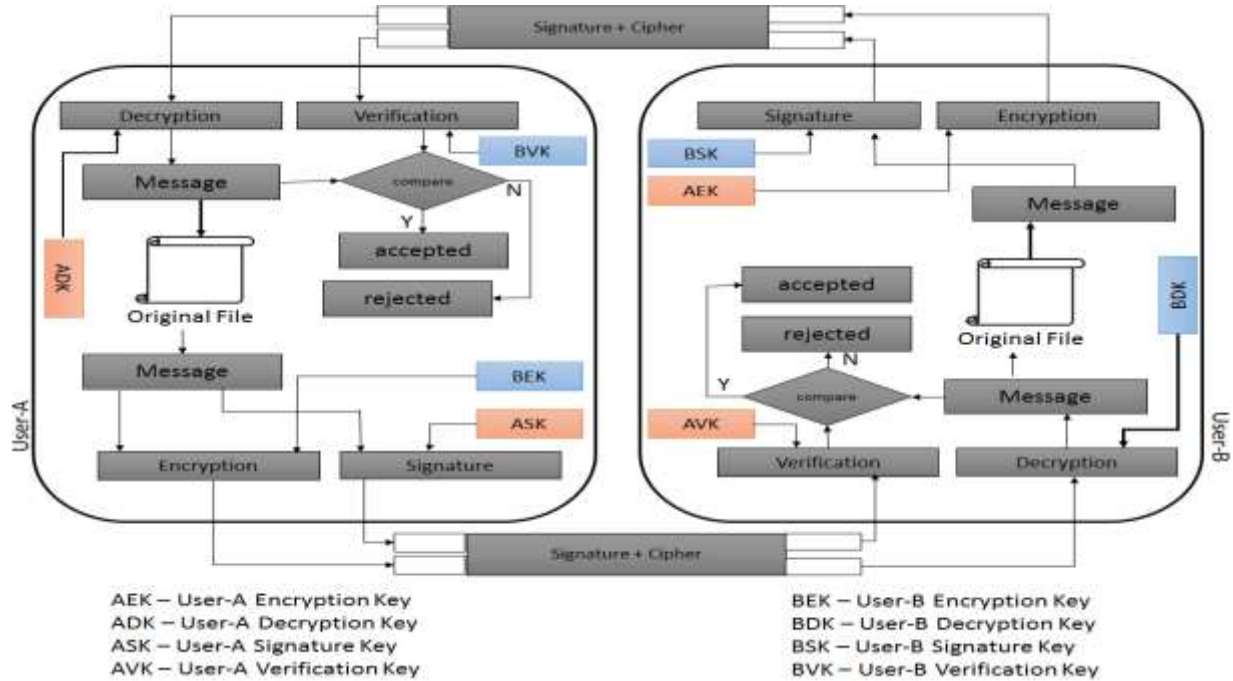 Signature + Cipher
Decryption
Verification
BVK
Message
compare
N
Y
accepted
rejected
ADK
Original File
Message
BEK
ASK
Encryption
Signature
User-A
Signature
Encryption
BSK
AEK
Message
accepted
rejected
Original File
BDK
N
Y
compare
Message
AVK
Verification
Decryption
User-B
Signature + Cipher
AEK – User-A Encryption Key
ADK – User-A Decryption Key
ASK – User-A Signature Key
AVK – User-A Verification Key
BEK – User-B Encryption Key
BDK – User-B Decryption Key
BSK – User-B Signature Key
BVK – User-B Verification Key